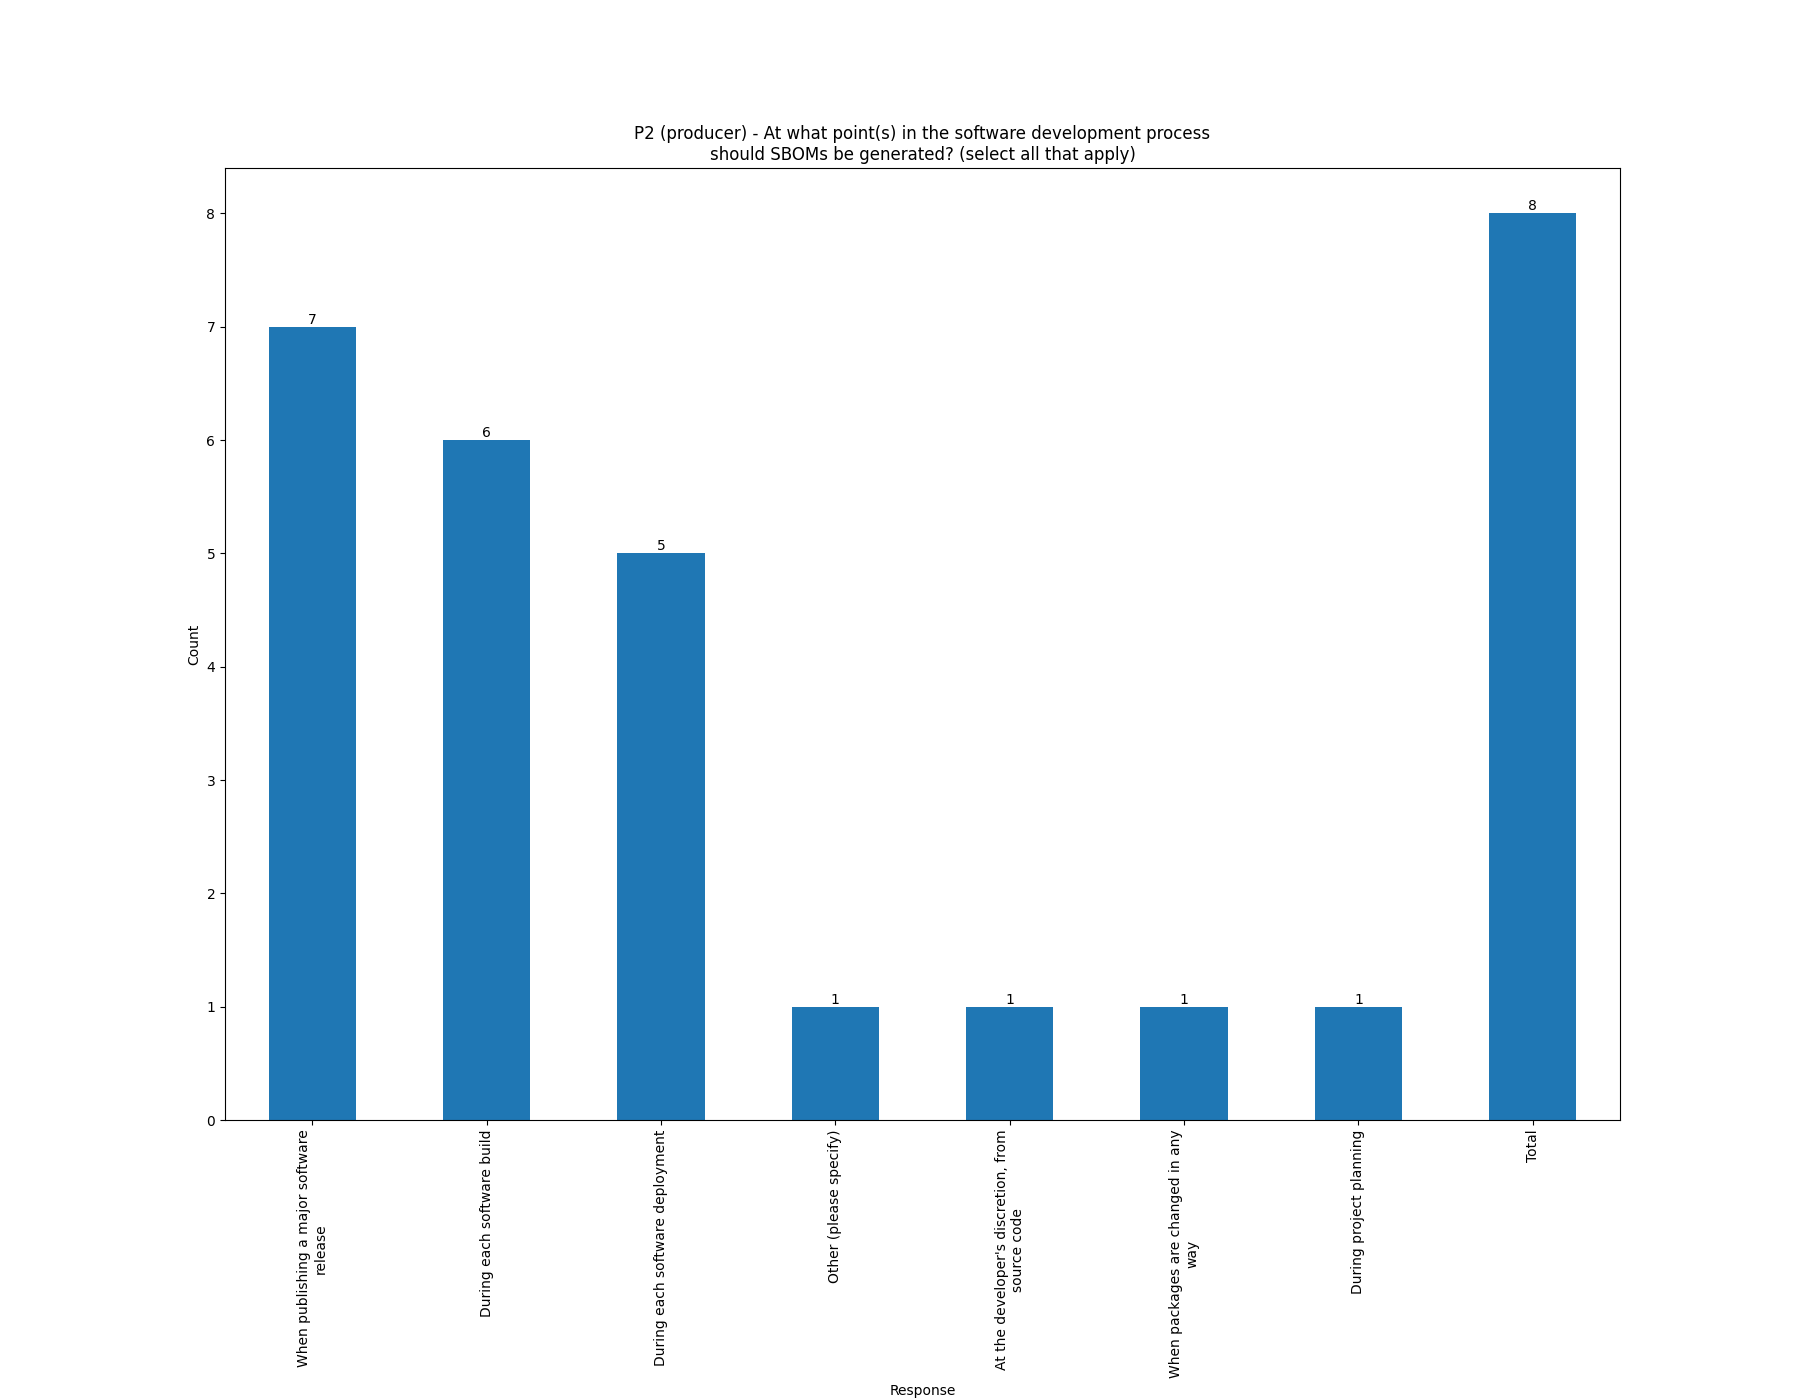 P2 (producer) - At what point(s) in the software development process
should SBOMs be generated? (select all that apply)
Count
8
7
6
5
4
3
2
1
0
7
6
5
1
1
1
1
8
When publishing a major software
release
During each software build
During each software deployment
Other (please specify)
At the developer's discretion, from
source code
When packages are changed in any
way
During project planning
Total
Response